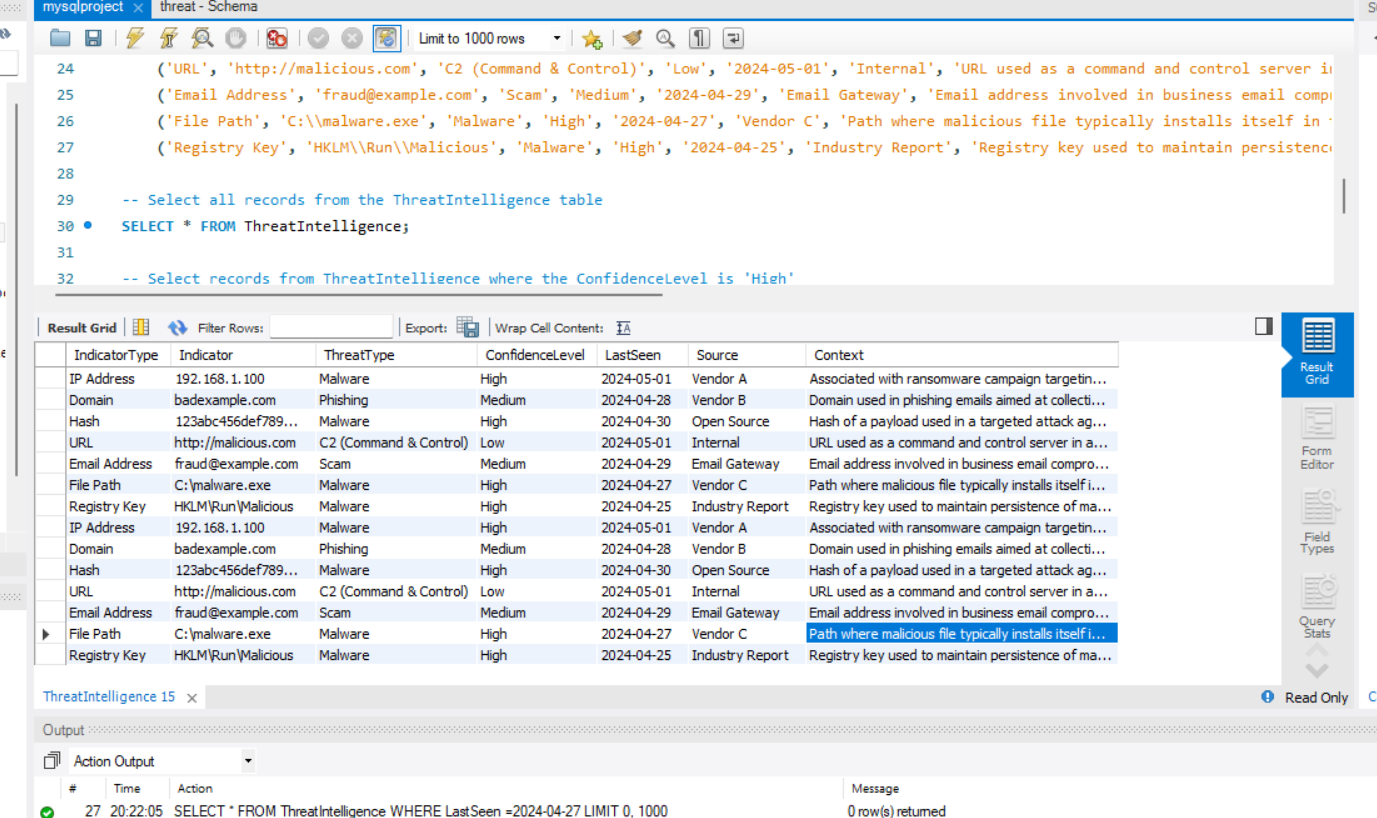 mysqlproject × threat - Schema
Limit to 1000 rows
24 ('URL', 'http://malicious.com', 'C2 (Command & Control)', 'Low', '2024-05-01', 'Internal', 'URL used as a command and control server
25 ('Email Address', 'fraud@example.com', 'Scam', 'Medium', '2024-04-29', 'Email Gateway', 'Email address involved in business email
26 ('File Path', 'C:\\malware.exe', 'Malware', 'High', '2024-04-27', 'Vendor C', 'Path where malicious file typically installs itself in
27 ('Registry Key', 'HKLM\\Run\\Malicious', 'Malware', 'High', '2024-04-25', 'Industry Report', 'Registry key used to maintain persistence
28
29 -- Select all records from the ThreatIntelligence table
30 SELECT * FROM ThreatIntelligence;
31
32 -- Select records from ThreatIntelligence where the ConfidenceLevel is 'High'
Result Grid Filter Rows: Export: Wrap Cell Content:
IndicatorType Indicator ThreatType ConfidenceLevel LastSeen Source Context
IP Address 192.168.1.100 Malware High 2024-05-01 Vendor A Associated with ransomware campaign targetin...
Domain badexample.com Phishing Medium 2024-04-28 Vendor B Domain used in phishing emails aimed at collecti...
Hash 123abc456def789... Malware High 2024-04-30 Open Source Hash of a payload used in a targeted attack ag...
URL http://malicious.com C2 (Command & Control) Low 2024-05-01 Internal URL used as a command and control server in a...
Email Address fraud@example.com Scam Medium 2024-04-29 Email Gateway Email address involved in business email compro...
File Path C:\malware.exe Malware High 2024-04-27 Vendor C Path where malicious file typically installs itself i...
Registry Key HKLM\Run\Malicious Malware High 2024-04-25 Industry Report Registry key used to maintain persistence of ma...
IP Address 192.168.1.100 Malware High 2024-05-01 Vendor A Associated with ransomware campaign targetin...
Domain badexample.com Phishing Medium 2024-04-28 Vendor B Domain used in phishing emails aimed at collecti...
Hash 123abc456def789... Malware High 2024-04-30 Open Source Hash of a payload used in a targeted attack ag...
URL http://malicious.com C2 (Command & Control) Low 2024-05-01 Internal URL used as a command and control server in a...
Email Address fraud@example.com Scam Medium 2024-04-29 Email Gateway Email address involved in business email compro...
File Path C:\malware.exe Malware High 2024-04-27 Vendor C Path where malicious file typically installs itself i...
Registry Key HKLM\Run\Malicious Malware High 2024-04-25 Industry Report Registry key used to maintain persistence of ma...
Result
Grid
Form
Editor
Field
Types
Query
Stats
ThreatIntelligence 15 × Read Only
Output
Action Output
# Time Action Message
27 20:22:05 SELECT * FROM ThreatIntelligence WHERE LastSeen =2024-04-27 LIMIT 0, 1000 0 row(s) returned